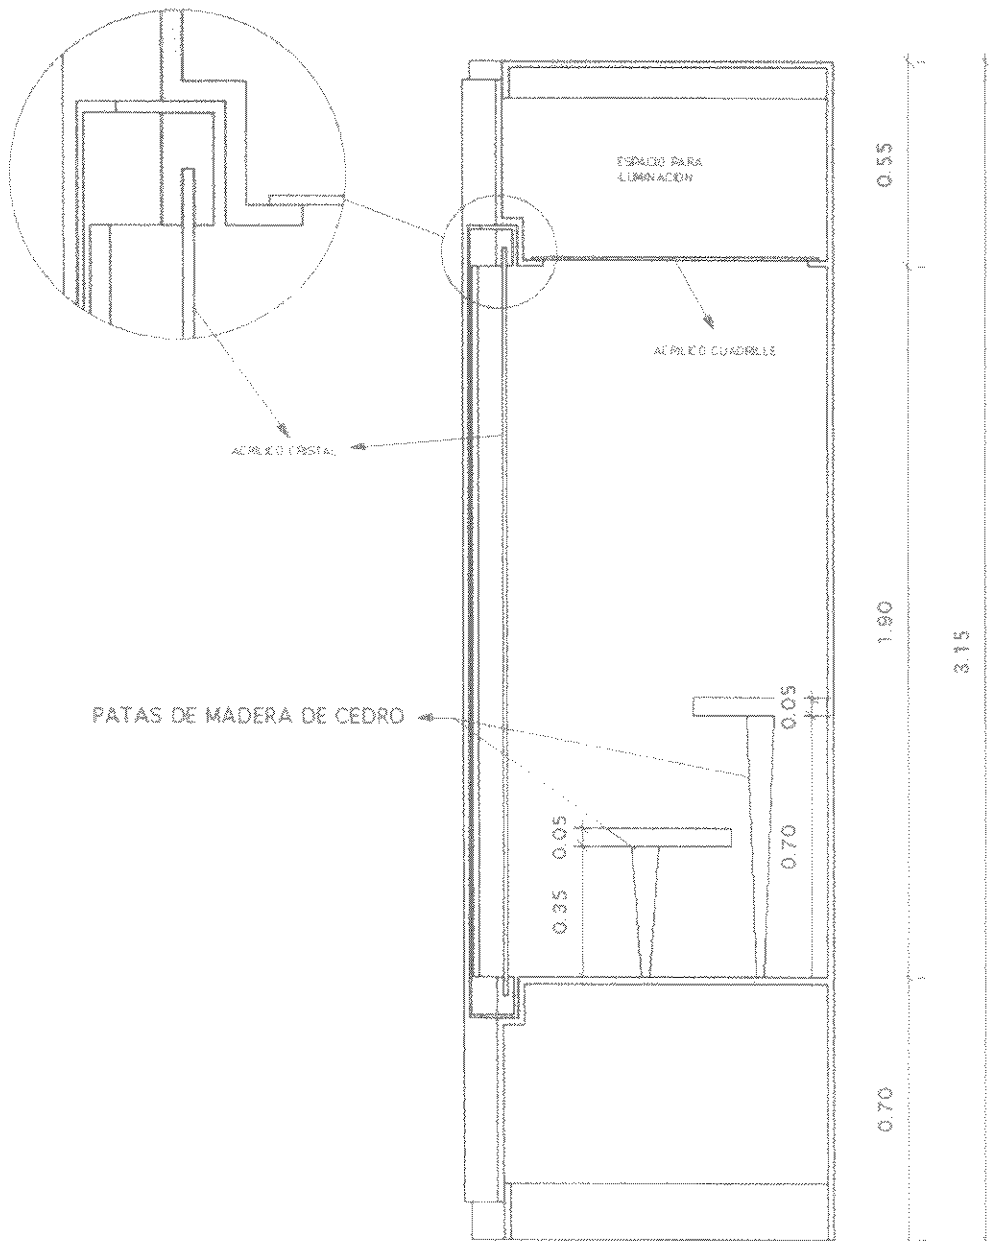 ESPACIO PARA
ILUMINACION
0.55
ACRILICO CUADRILLE
ACRILICO CRISTAL
1.90
3.15
PATAS DE MADERA DE CEDRO
0.05
0.05
0.70
0.35
0.70